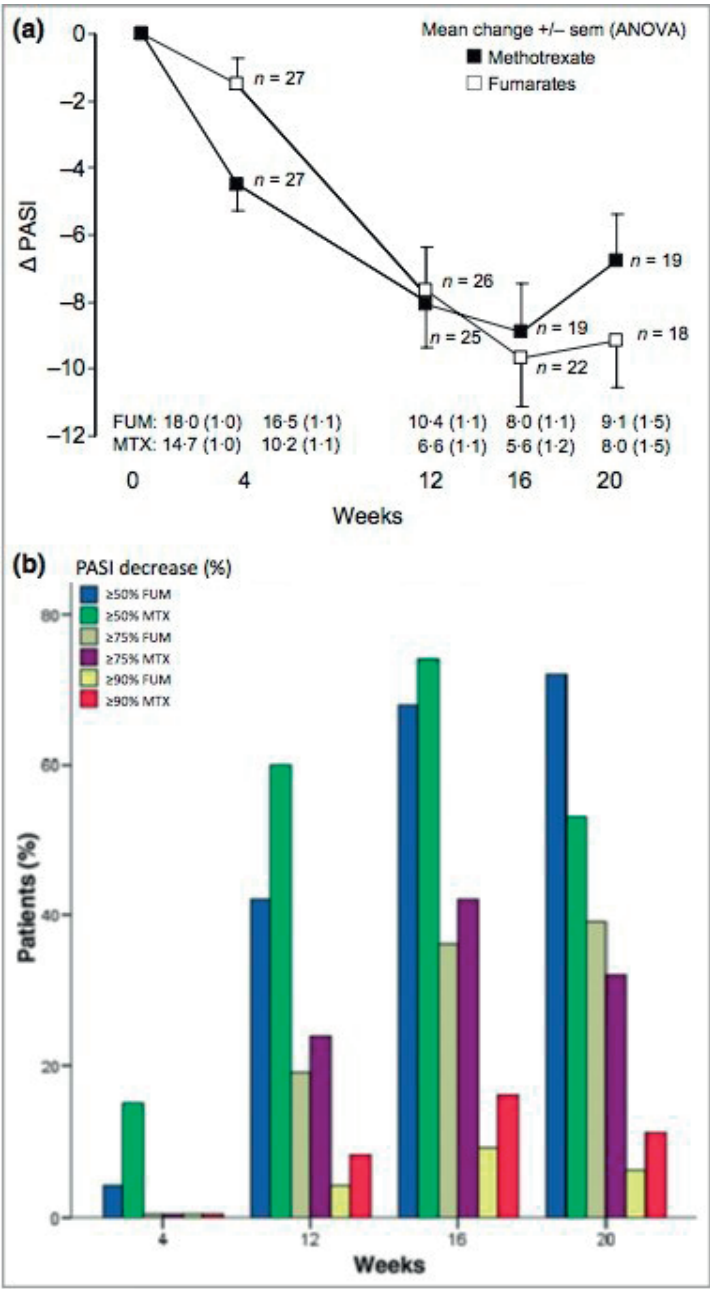 (a)
Mean change +/– sem (ANOVA)
Methotrexate
Fumarates
0
–2
–4
–6
–8
–10
–12
Δ PASI
n = 27
n = 27
n = 26
n = 25
n = 19
n = 22
n = 19
n = 18
FUM: 18·0 (1·0) 16·5 (1·1) 10·4 (1·1) 8·0 (1·1) 9·1 (1·5)
MTX: 14·7 (1·0) 10·2 (1·1) 6·6 (1·1) 5·6 (1·2) 8·0 (1·5)
0 4 12 16 20
Weeks
(b) PASI decrease (%)
≥50% FUM
≥50% MTX
≥75% FUM
≥75% MTX
≥90% FUM
≥90% MTX
80
60
40
20
0
Patients (%)
4 12 16 20
Weeks